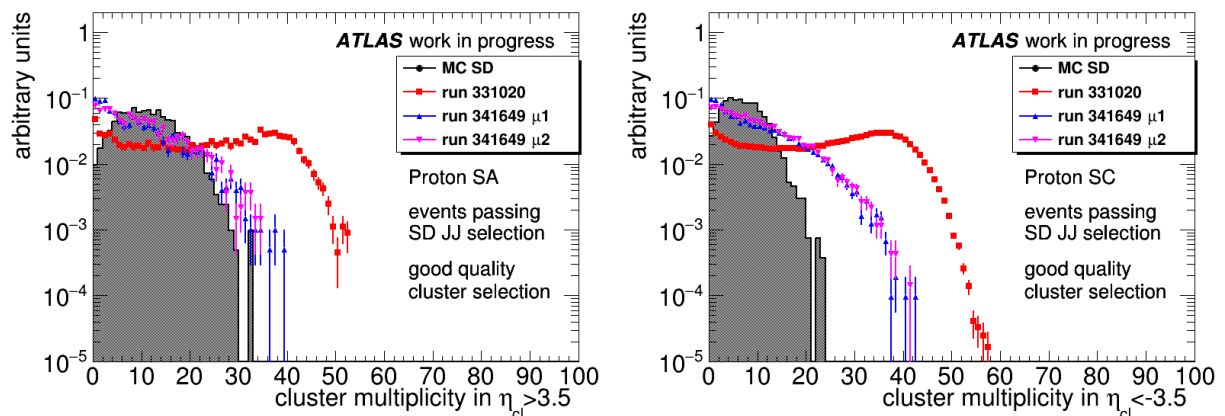 arbitrary units
1
10⁻¹
10⁻²
10⁻³
10⁻⁴
10⁻⁵
ATLAS work in progress
MC SD
run 331020
run 341649 μ1
run 341649 μ2
Proton SA
events passing
SD JJ selection
good quality
cluster selection
0 10 20 30 40 50 60 70 80 90 100
cluster multiplicity in η_cl>3.5
arbitrary units
1
10⁻¹
10⁻²
10⁻³
10⁻⁴
10⁻⁵
ATLAS work in progress
MC SD
run 331020
run 341649 μ1
run 341649 μ2
Proton SC
events passing
SD JJ selection
good quality
cluster selection
0 10 20 30 40 50 60 70 80 90 100
cluster multiplicity in η_cl<-3.5